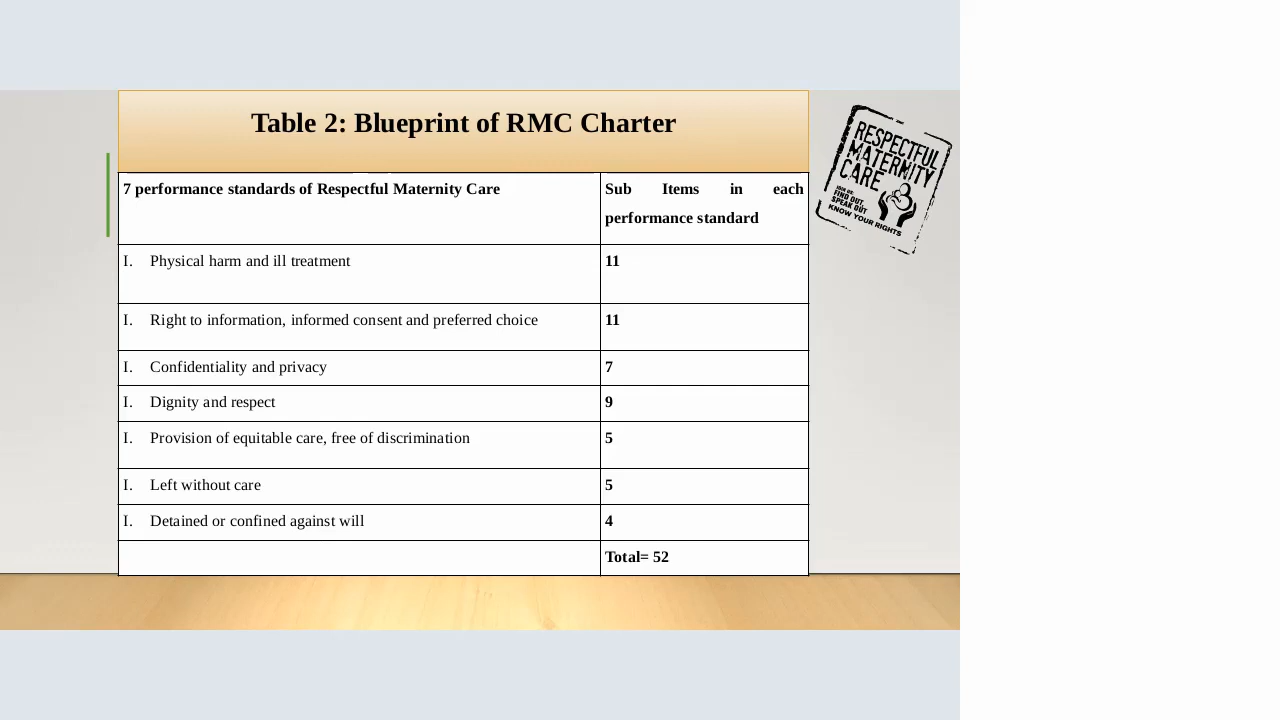 Table 2: Blueprint of RMC Charter
7 performance standards of Respectful Maternity Care
Sub Items in each
performance standard
I. Physical harm and ill treatment
11
I. Right to information, informed consent and preferred choice
11
I. Confidentiality and privacy
7
I. Dignity and respect
9
I. Provision of equitable care, free of discrimination
5
I. Left without care
5
I. Detained or confined against will
4
Total= 52
RESPECTFUL
MATERNITY
CARE
JOIN US:
FIND OUT,
SPEAK OUT
KNOW YOUR RIGHTS